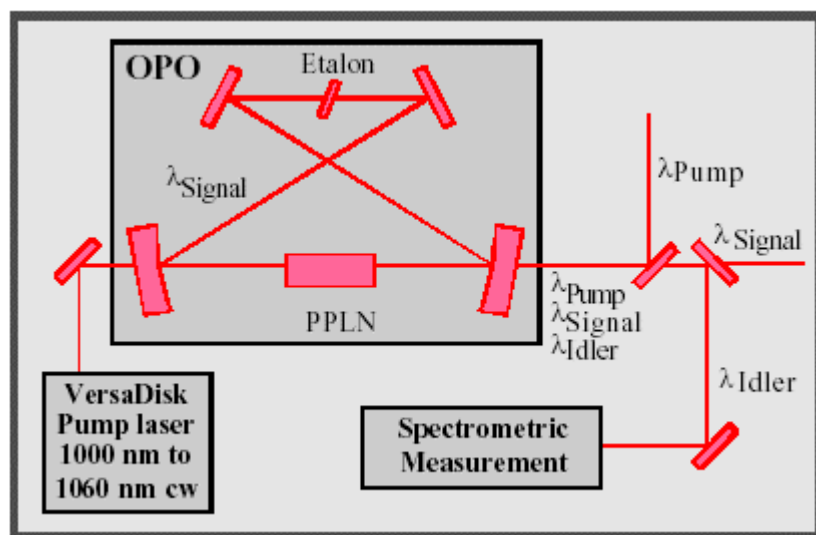 OPO
Etalon
λSignal
PPLN
λPump
λSignal
λPump
λSignal
λIdler
λIdler
VersaDisk
Pump laser
1000 nm to
1060 nm cw
Spectrometric
Measurement